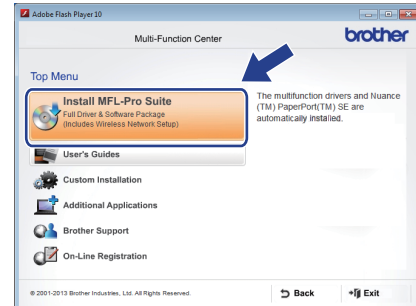 Adobe Flash Player 10
Multi-Function Center
brother
Top Menu
Install MFL-Pro Suite
Full Driver & Software Package
(Includes Wireless Network Setup)
The multifunction drivers and Nuance
(TM) PaperPort(TM) SE are
automatically installed.
User's Guides
Custom Installation
Additional Applications
Brother Support
On-Line Registration
© 2001-2013 Brother Industries, Ltd. All Rights Reserved.
Back
Exit